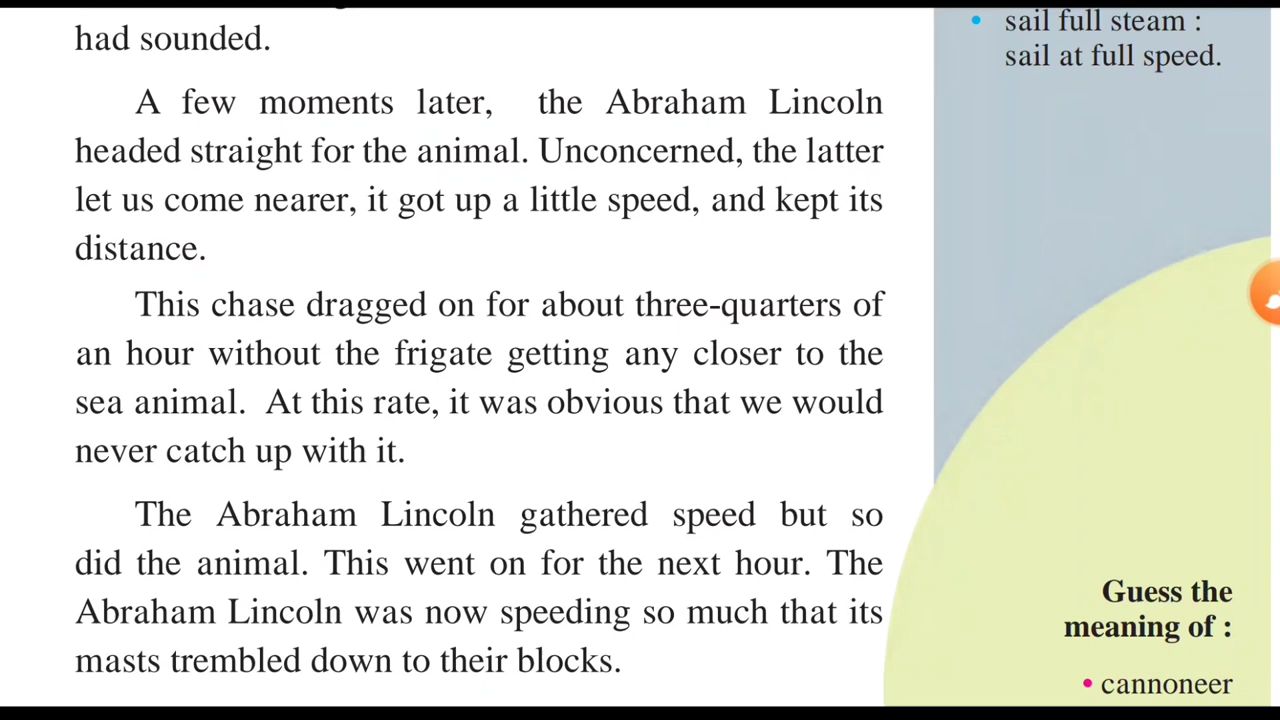 had sounded.
A few moments later, the Abraham Lincoln
headed straight for the animal. Unconcerned, the latter
let us come nearer, it got up a little speed, and kept its
distance.
This chase dragged on for about three-quarters of
an hour without the frigate getting any closer to the
sea animal. At this rate, it was obvious that we would
never catch up with it.
The Abraham Lincoln gathered speed but so
did the animal. This went on for the next hour. The
Abraham Lincoln was now speeding so much that its
masts trembled down to their blocks.
• sail full steam :
sail at full speed.
Guess the
meaning of :
• cannoneer